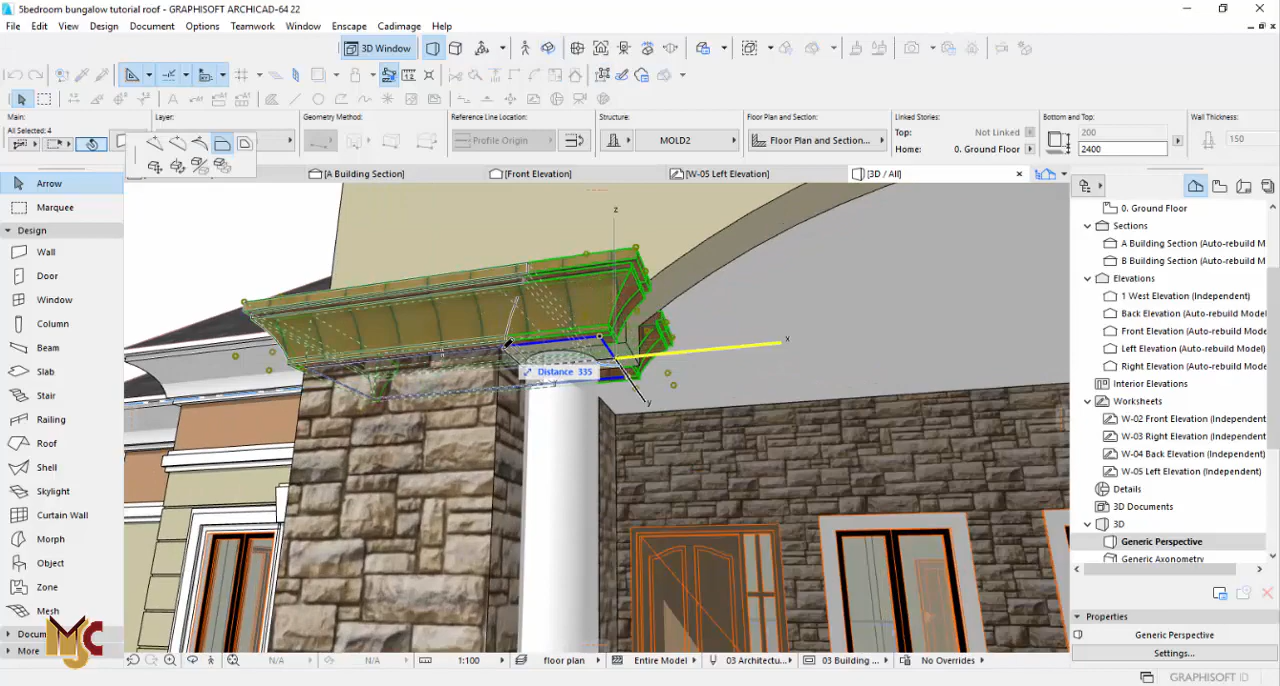 5bedroom bungalow tutorial roof - GRAPHISOFT ARCHICAD-64 22
File Edit View Design Document Options Teamwork Window Enscape Cadimage Help
3D Window
Main: Layer: Geometry Method: Reference Line Location: Structure: Floor Plan and Section: Linked Stories: Bottom and Top: Wall Thickness:
All Selected: 4
Profile Origin
MOLD2
Floor Plan and Section...
Top: Not Linked
Home: 0. Ground Floor
200
2400
150
[A Building Section] [Front Elevation] [W-05 Left Elevation] [3D / All]
Arrow
Marquee
Design
Wall
Door
Window
Column
Beam
Slab
Stair
Railing
Roof
Shell
Skylight
Curtain Wall
Morph
Object
Zone
Mesh
Docum
More
MSC
z
x
y
Distance 335
0. Ground Floor
Sections
A Building Section (Auto-rebuild M
B Building Section (Auto-rebuild M
Elevations
1 West Elevation (Independent)
Back Elevation (Auto-rebuild Model
Front Elevation (Auto-rebuild Model
Left Elevation (Auto-rebuild Model)
Right Elevation (Auto-rebuild Model
Interior Elevations
Worksheets
W-02 Front Elevation (Independent
W-03 Right Elevation (Independent
W-04 Back Elevation (Independent
W-05 Left Elevation (Independent)
Details
3D Documents
3D
Generic Perspective
Generic Axonometry
Properties
Generic Perspective
Settings...
N/A N/A 1:100 floor plan Entire Model 03 Architectu... 03 Building ... No Overrides
GRAPHISOFT ID